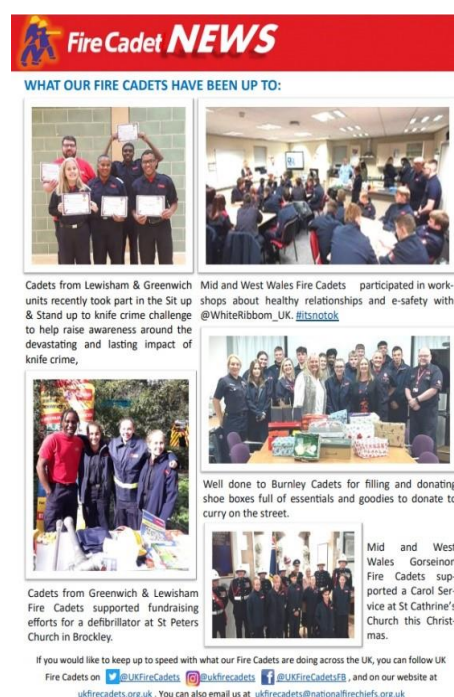 Fire Cadet NEWS
WHAT OUR FIRE CADETS HAVE BEEN UP TO:
Cadets from Lewisham & Greenwich
units recently took part in the Sit up
& Stand up to knife crime challenge
to help raise awareness around the
devastating and lasting impact of
knife crime,
Mid and West Wales Fire Cadets participated in work-
shops about healthy relationships and e-safety with
@WhiteRibbom_UK. #itsnotok
Well done to Burnley Cadets for filling and donating
shoe boxes full of essentials and goodies to donate to
curry on the street.
Cadets from Greenwich & Lewisham
Fire Cadets supported fundraising
efforts for a defibrillator at St Peters
Church in Brockley.
Mid and West
Wales Gorseinor
Fire Cadets sup-
ported a Carol Ser-
vice at St Cathrine's
Church this Christ-
mas.
If you would like to keep up to speed with what our Fire Cadets are doing across the UK, you can follow UK
Fire Cadets on @UKFireCadets @ukfirecadets @UKFireCadetsFB , and on our website at
ukfirecadets.org.uk . You can also email us at ukfirecadets@nationalfirechiefs.org.uk